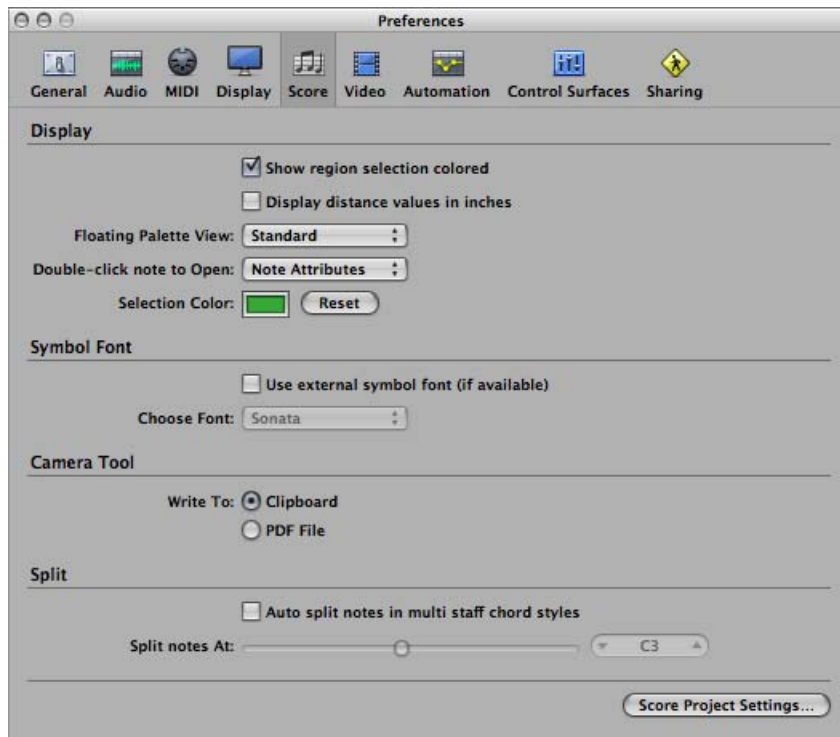 Preferences
General Audio MIDI Display Score Video Automation Control Surfaces Sharing
Display
Show region selection colored
Display distance values in inches
Floating Palette View: Standard
Double-click note to Open: Note Attributes
Selection Color: Reset
Symbol Font
Use external symbol font (if available)
Choose Font: Sonata
Camera Tool
Write To: Clipboard
PDF File
Split
Auto split notes in multi staff chord styles
Split notes At: C3
Score Project Settings...